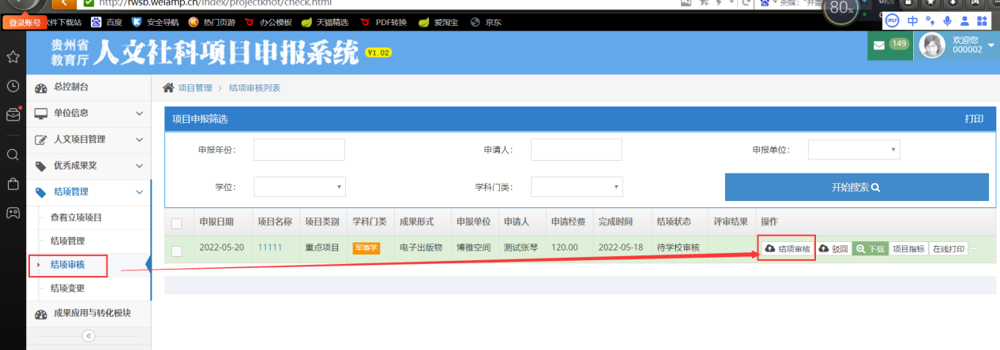 http://rwsb.welamp.cn/index/projectknot/check.html
80%
登录账号
软件下载站 百度 安全导航 热门页游 办公模板 天猫精选 PDF转换 爱淘宝 京东
iFLY 中
贵州省
教育厅 人文社科项目申报系统 V1.02
149 欢迎您
000002
总控制台
单位信息
人文项目管理
优秀成果奖
结项管理
查看立项项目
结项管理
结项审核
结项变更
成果应用与转化模块
项目管理 > 结项审核列表
项目申报筛选 打印
申报年份： 申请人： 申报单位：
学位： 学科门类： 开始搜索
申报日期 项目名称 项目类别 学科门类 成果形式 申报单位 申请人 申请经费 完成时间 结项状态 评审结果 操作
2022-05-20 11111 重点项目 军事学 电子出版物 博雅空间 测试张琴 120.00 2022-05-18 待学校审核 结项审核 驳回 下载 项目指标 在线打印